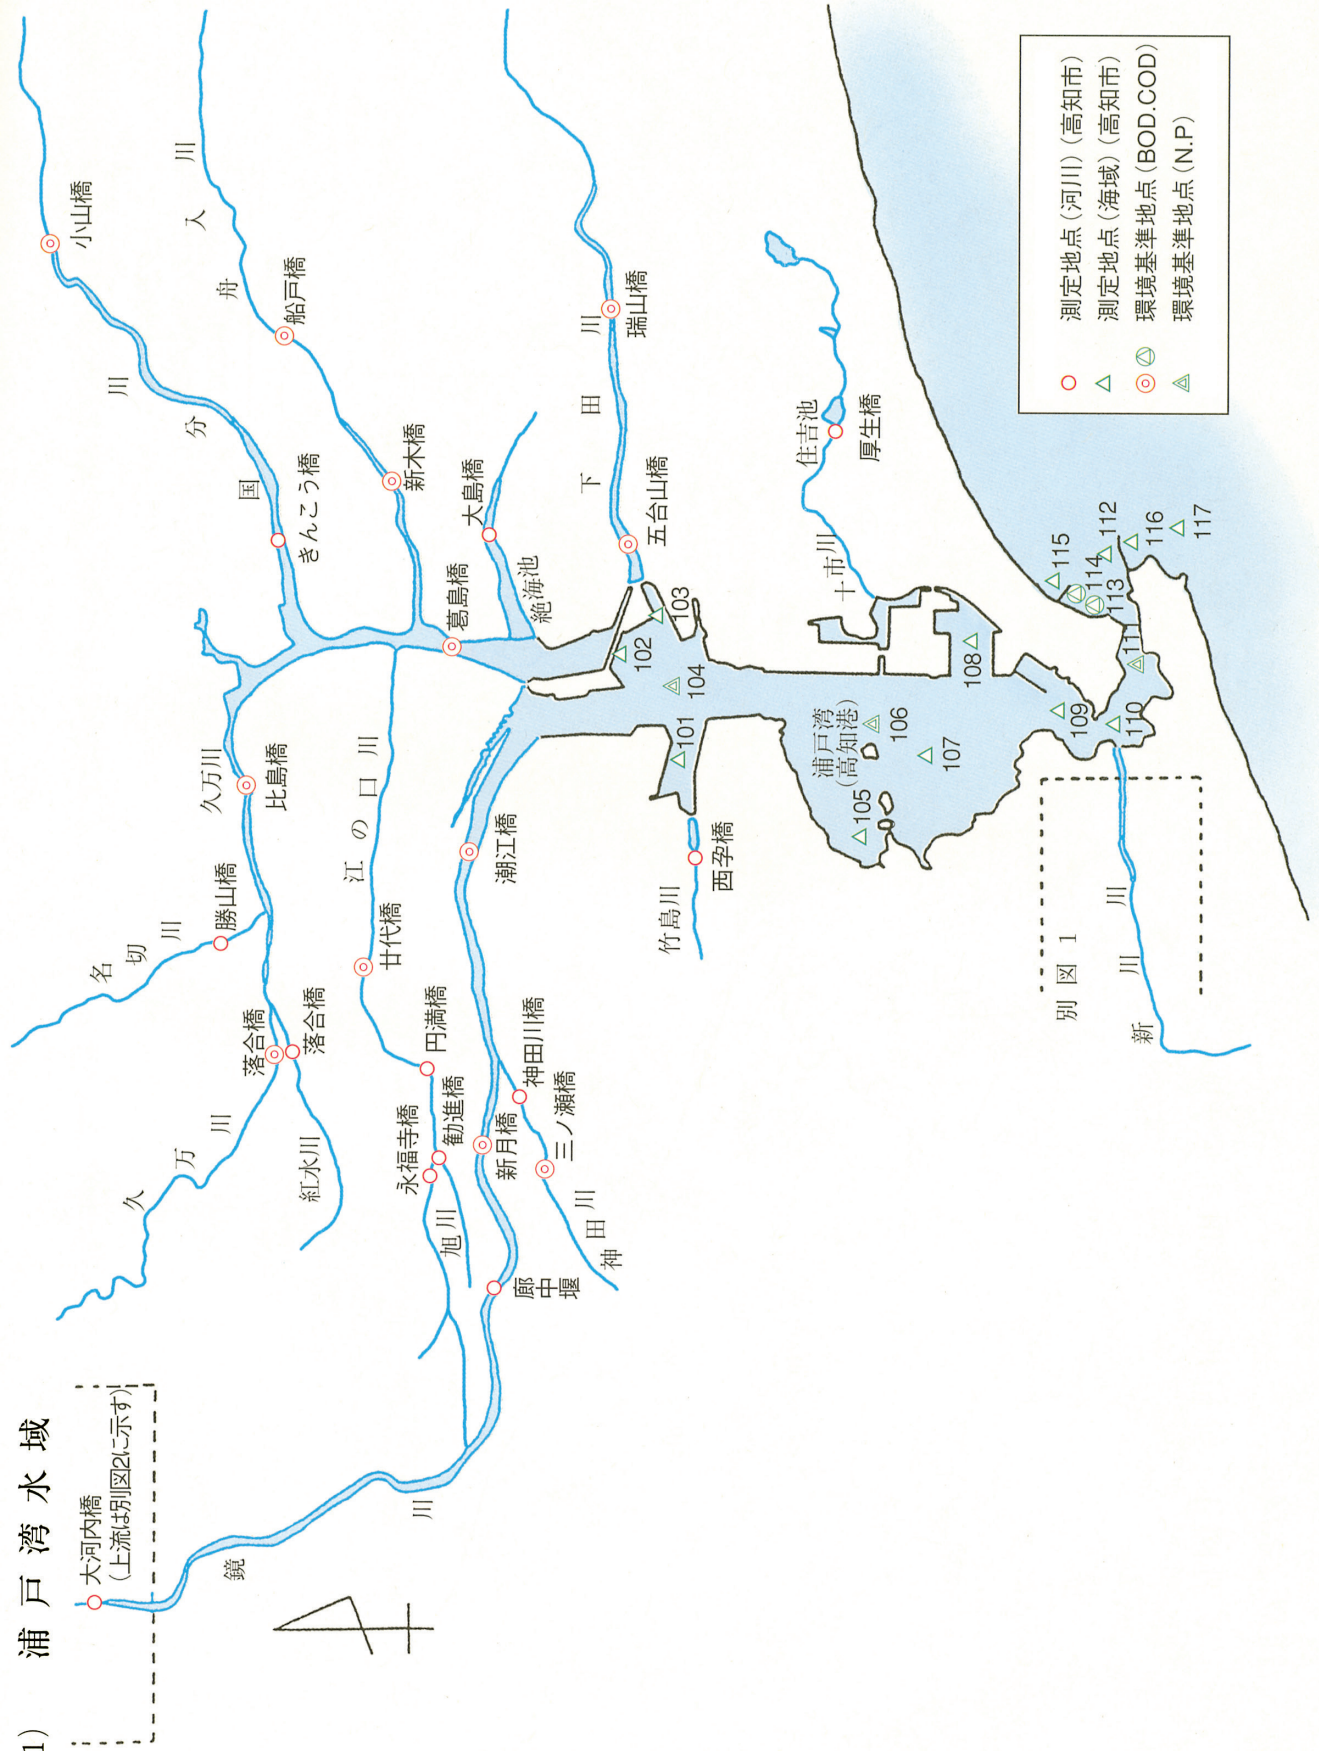 1) 浦戸湾水域
大河内橋
(上流は別図2に示す)
鏡川
久万川
紅水川
落合橋
落合橋
名切川
勝山橋
久万川
比島橋
国分川
小山橋
きんこう橋
舟入川
船戸橋
新木橋
葛島橋
大島橋
絶海池
江の口川
廿代橋
円満橋
勧進橋
永福寺橋
旭川
廊中堰
新月橋
潮江橋
神田川橋
三ノ瀬橋
神田川
下田川
瑞山橋
五台山橋
竹島川
西孕橋
101
102
103
104
浦戸湾
(高知港)
105
106
107
108
109
110
111
112
113
114
115
116
117
十市川
住吉池
厚生橋
別図1
新川川
測定地点(河川)(高知市)
測定地点(海域)(高知市)
環境基準地点(BOD.COD)
環境基準地点(N.P)